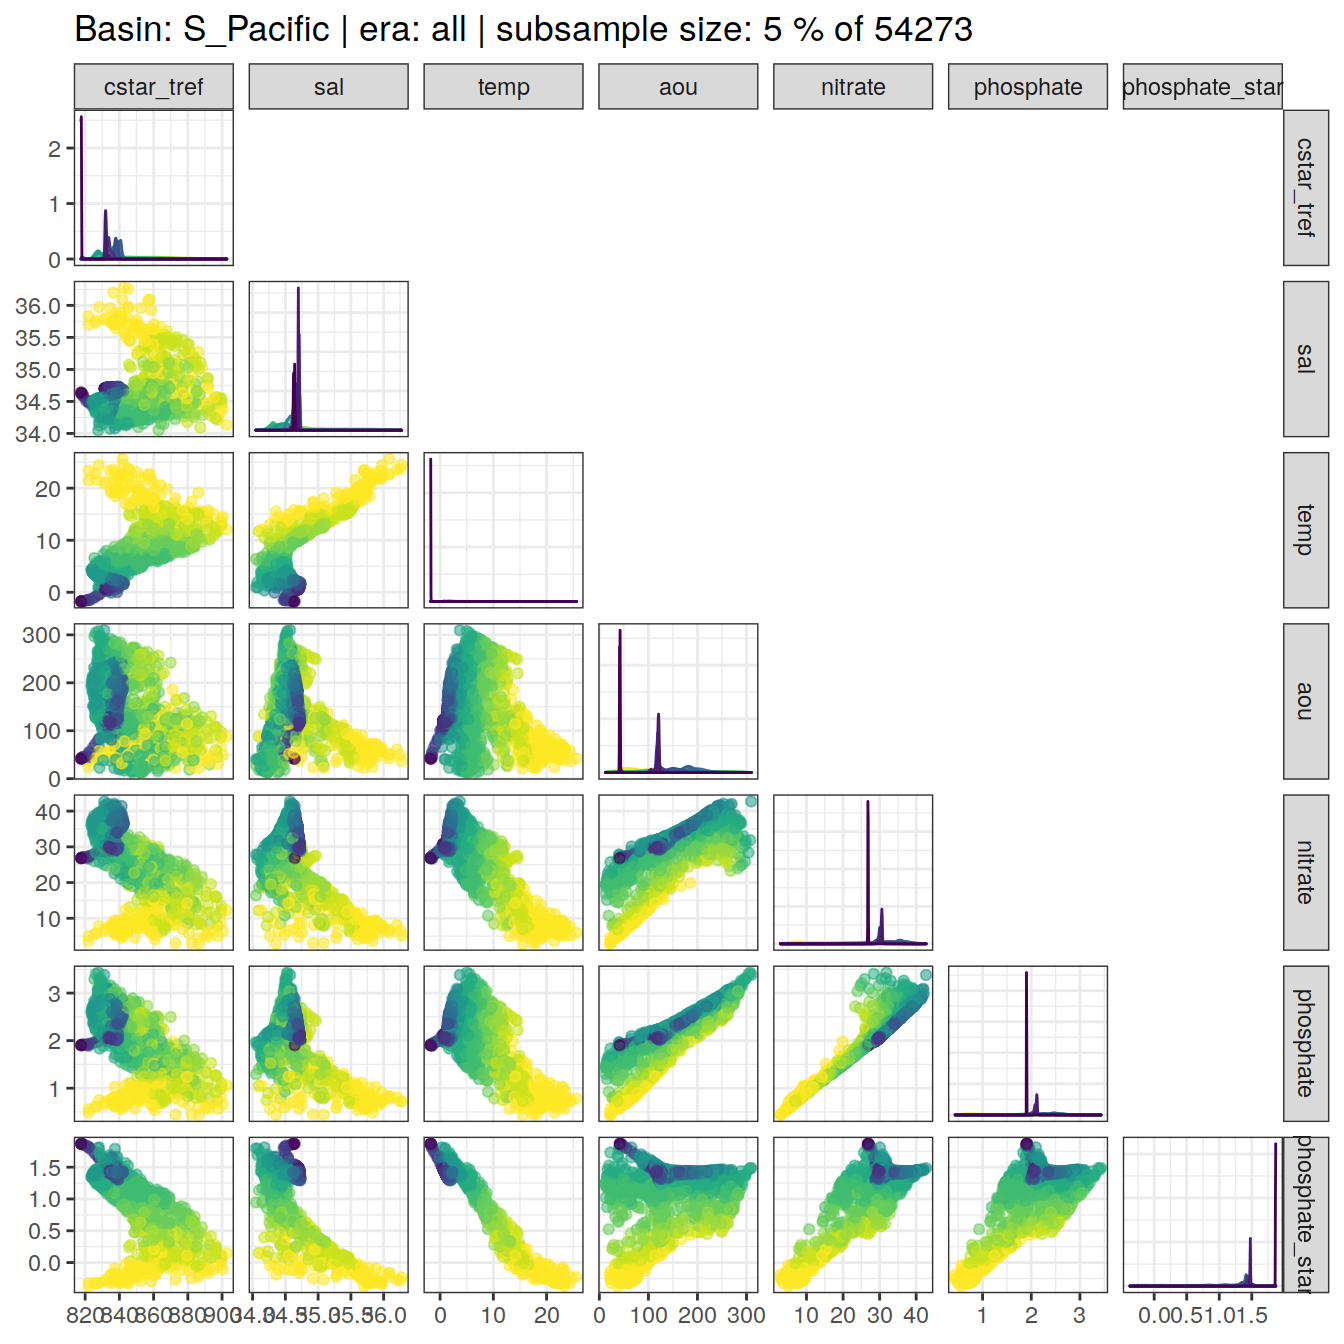 Basin: S_Pacific | era: all | subsample size: 5 % of 54273
cstar_tref sal temp aou nitrate phosphate phosphate_star
2
1
0
cstar_tref
36.0
35.5
35.0
34.5
34.0
sal
20
10
0
temp
300
200
100
0
aou
40
30
20
10
nitrate
3
2
1
phosphate
1.5
1.0
0.5
0.0
phosphate_star
820 840 860 880 900 34.0 34.5 35.0 35.5 36.0 0 10 20 0 100 200 300 10 20 30 40 1 2 3 0.0 0.5 1.0 1.5